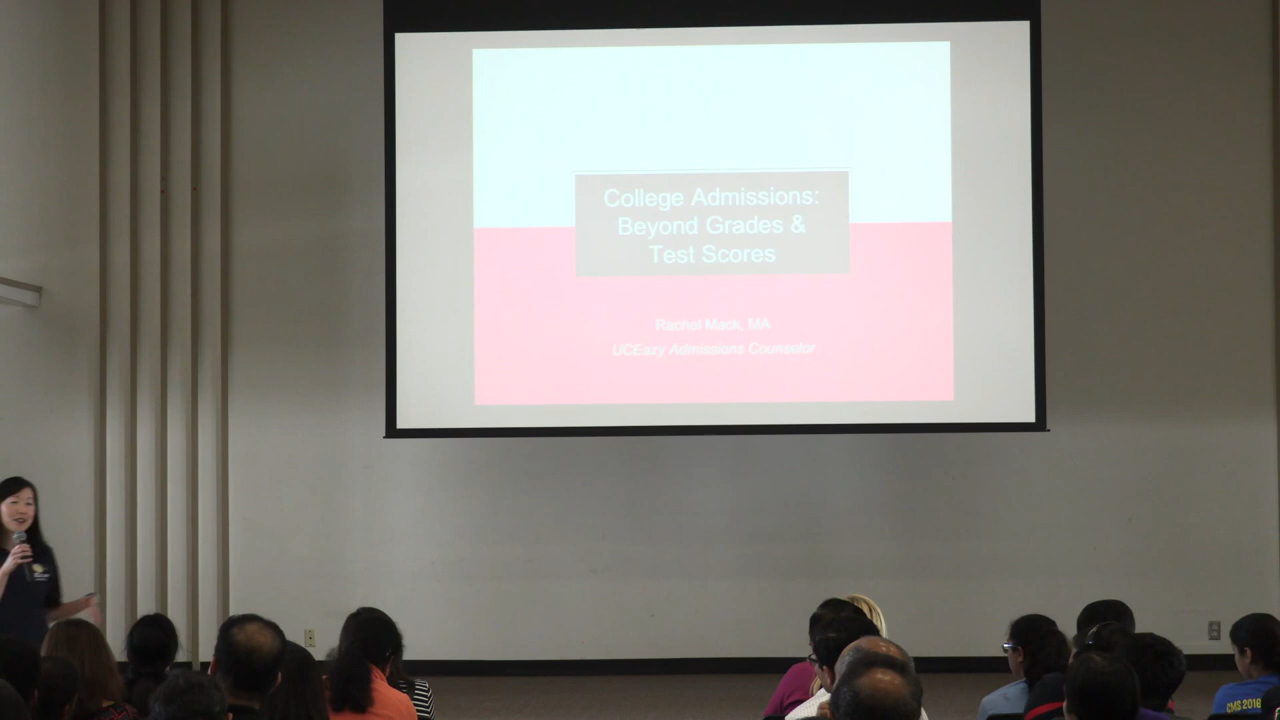 College Admissions:
Beyond Grades &
Test Scores
Rachel Mack, MA
UCEazy Admissions Counselor
CMS 2016